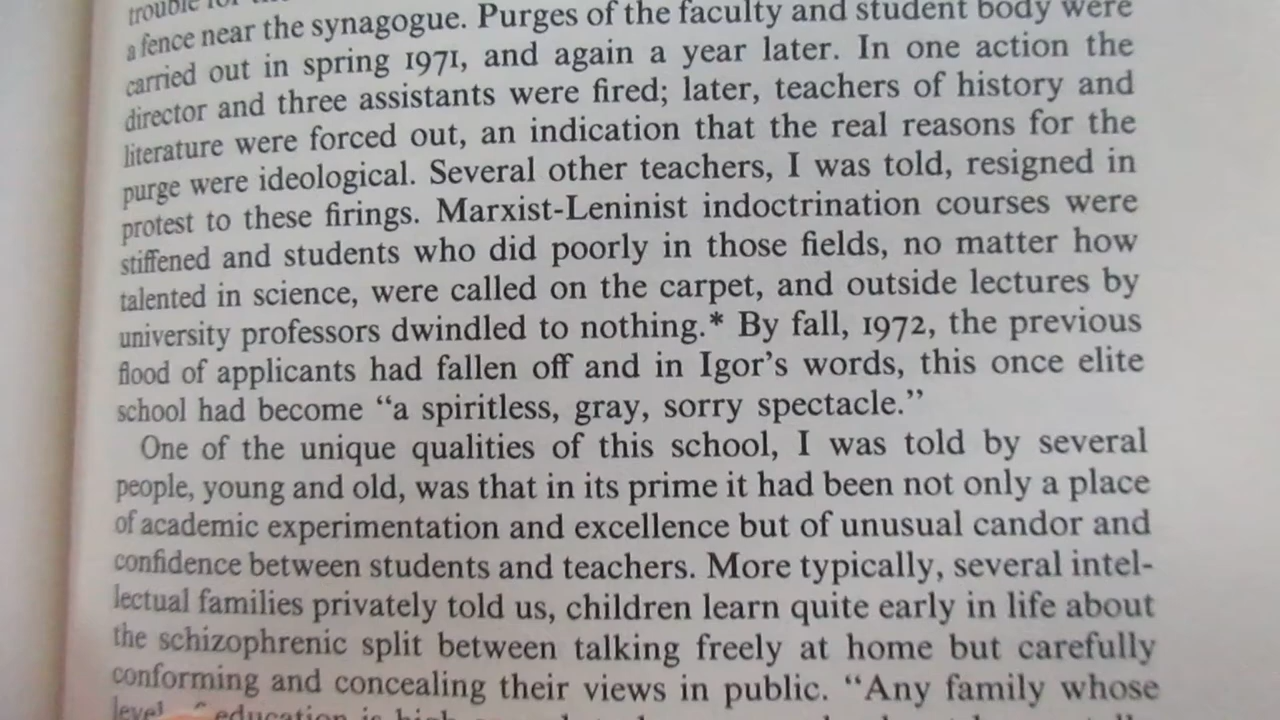 trouble for
a fence near the synagogue. Purges of the faculty and student body were
carried out in spring 1971, and again a year later. In one action the
director and three assistants were fired; later, teachers of history and
literature were forced out, an indication that the real reasons for the
purge were ideological. Several other teachers, I was told, resigned in
protest to these firings. Marxist-Leninist indoctrination courses were
stiffened and students who did poorly in those fields, no matter how
talented in science, were called on the carpet, and outside lectures by
university professors dwindled to nothing.* By fall, 1972, the previous
flood of applicants had fallen off and in Igor's words, this once elite
school had become “a spiritless, gray, sorry spectacle.”
One of the unique qualities of this school, I was told by several
people, young and old, was that in its prime it had been not only a place
of academic experimentation and excellence but of unusual candor and
confidence between students and teachers. More typically, several intel-
lectual families privately told us, children learn quite early in life about
the schizophrenic split between talking freely at home but carefully
conforming and concealing their views in public. “Any family whose
level education is